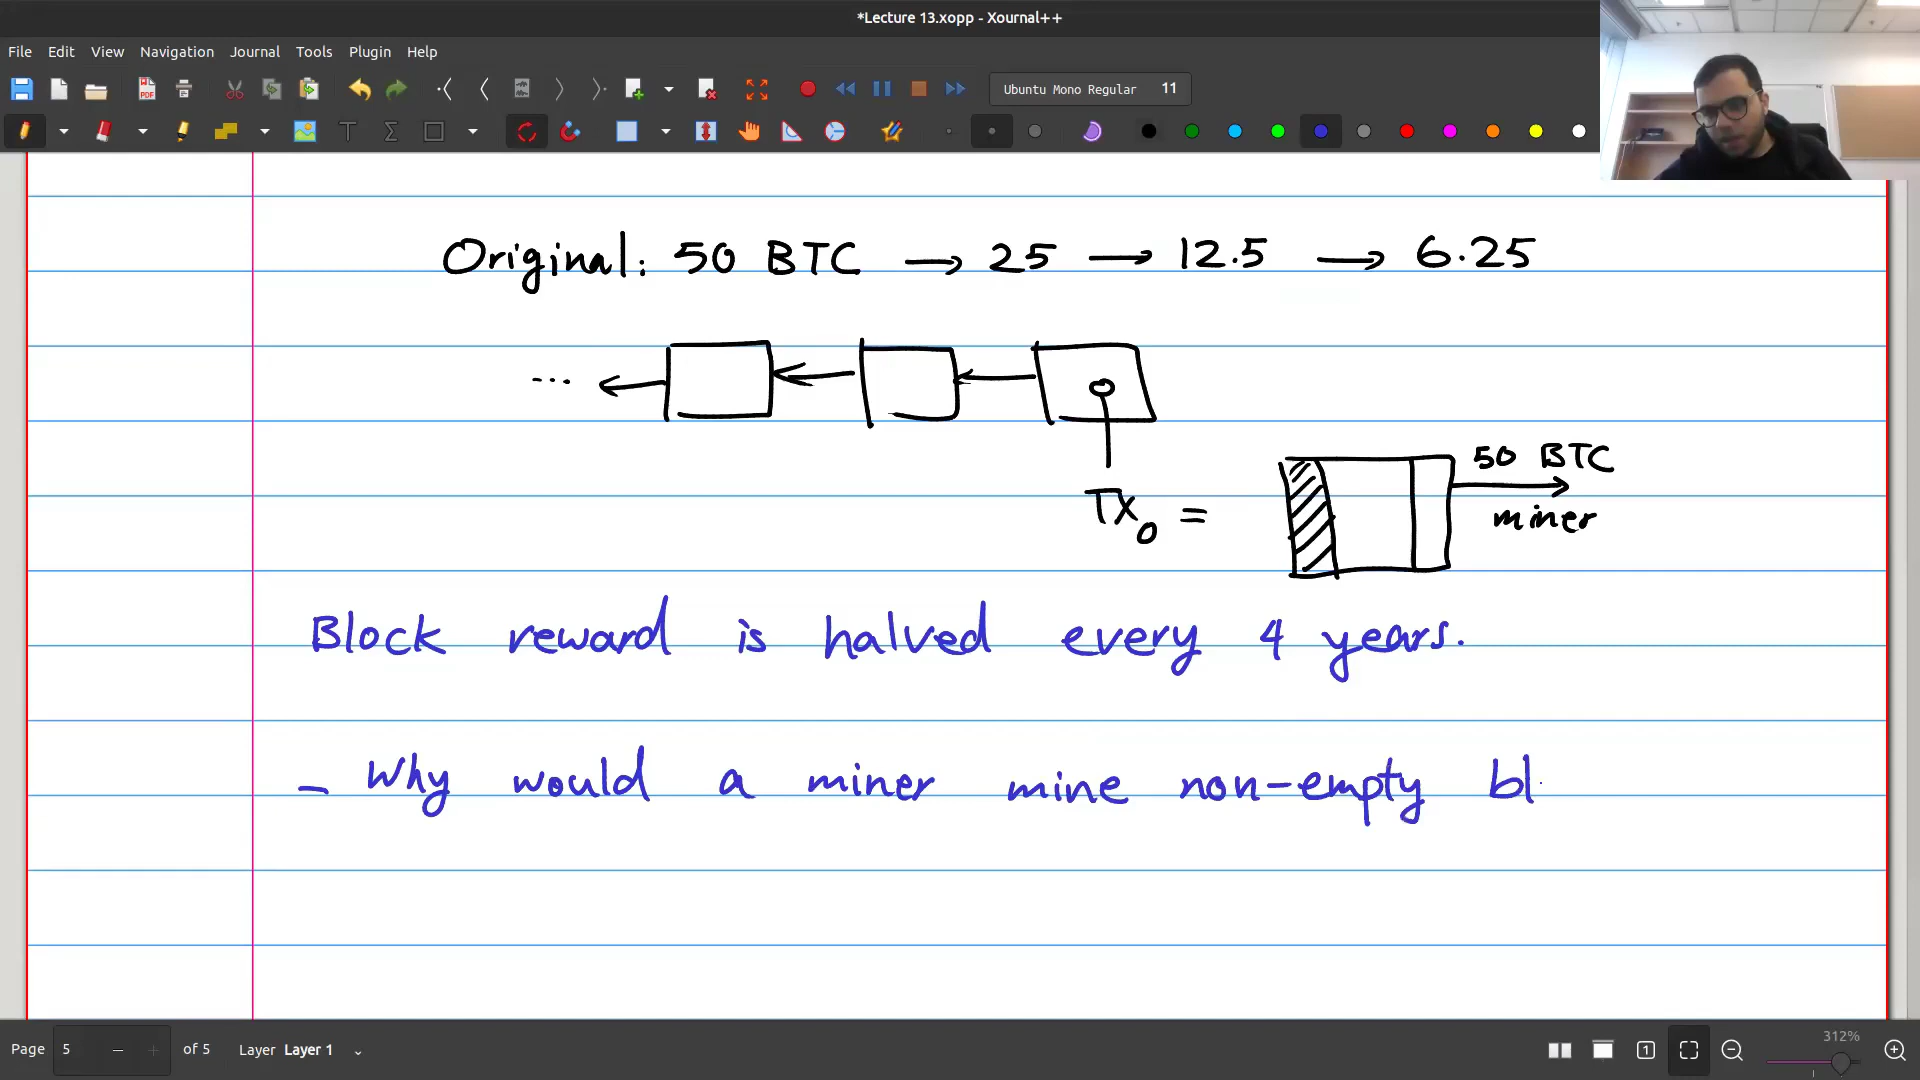 *Lecture 13.xopp - Xournal++
File Edit View Navigation Journal Tools Plugin Help
PDF
Ubuntu Mono Regular 11
Original: 50 BTC → 25 → 12.5 → 6.25
...
50 BTC
TX0 =
miner
Block reward is halved every 4 years.
- Why would a miner mine non-empty bl
312%
Page 5 of 5 Layer Layer 1